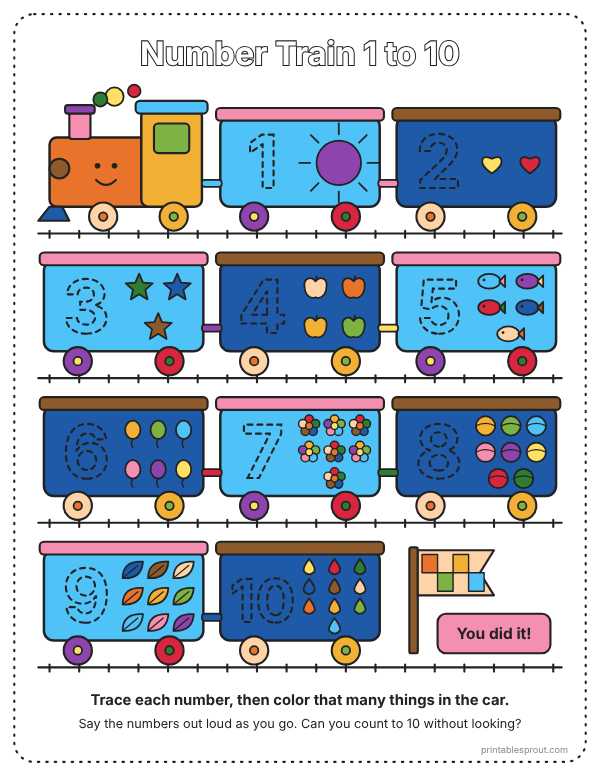 Number Train 1 to 10
1
2
3
4
5
6
7
8
9
10
You did it!
Trace each number, then color that many things in the car.
Say the numbers out loud as you go. Can you count to 10 without looking?
printablesprout.com